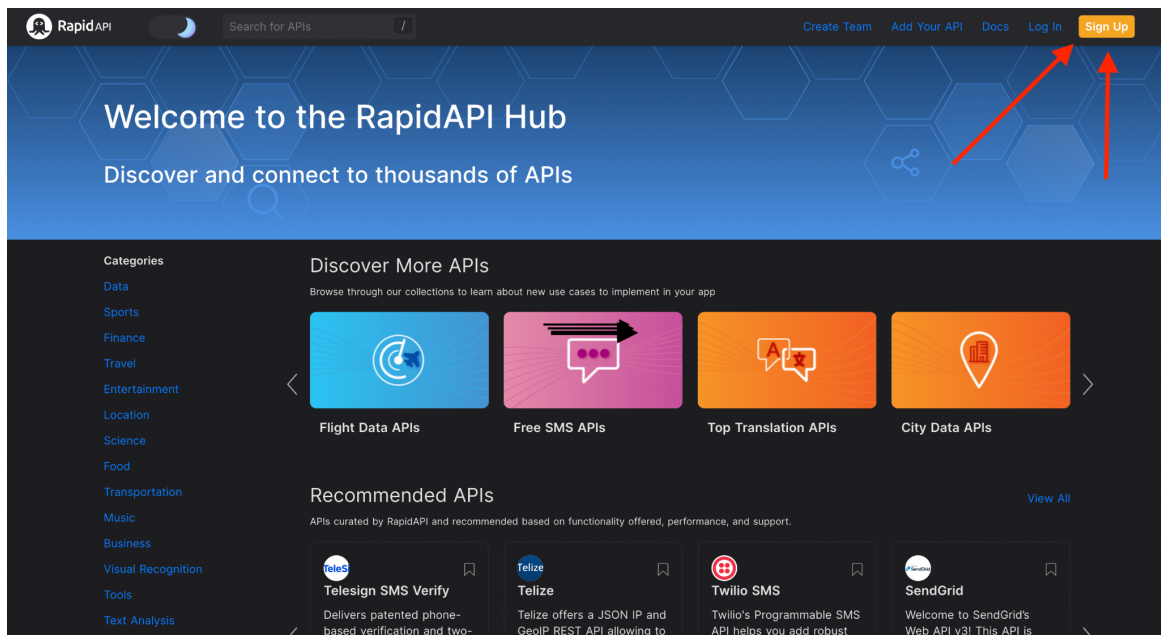 RapidAPI
Search for APIs
/
Create Team
Add Your API
Docs
Log In
Sign Up
Welcome to the RapidAPI Hub
Discover and connect to thousands of APIs
Categories
Data
Sports
Finance
Travel
Entertainment
Location
Science
Food
Transportation
Music
Business
Visual Recognition
Tools
Text Analysis
Discover More APIs
Browse through our collections to learn about new use cases to implement in your app
A
文
Flight Data APIs
Free SMS APIs
Top Translation APIs
City Data APIs
Recommended APIs
View All
APIs curated by RapidAPI and recommended based on functionality offered, performance, and support.
TeleSi
Telesign SMS Verify
Delivers patented phone-
based verification and two-
Telize
Telize
Telize offers a JSON IP and
GeoIP REST API allowing to
Twilio SMS
Twilio's Programmable SMS
API helps you add robust
SendGrid
SendGrid
Welcome to SendGrid's
Web API v3! This API is